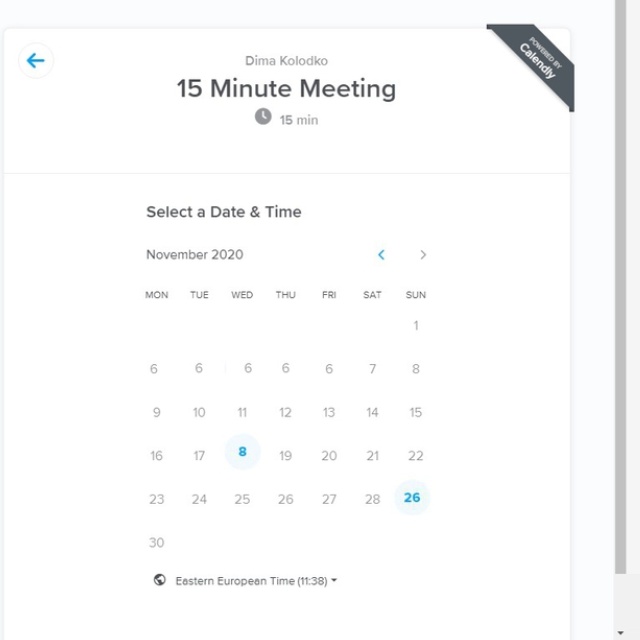 POWERED BY
Calendly
Dima Kolodko
15 Minute Meeting
15 min
Select a Date & Time
November 2020
MON TUE WED THU FRI SAT SUN
1
6 6 6 6 6 7 8
9 10 11 12 13 14 15
16 17 8 19 20 21 22
23 24 25 26 27 28 26
30
Eastern European Time (11:38)